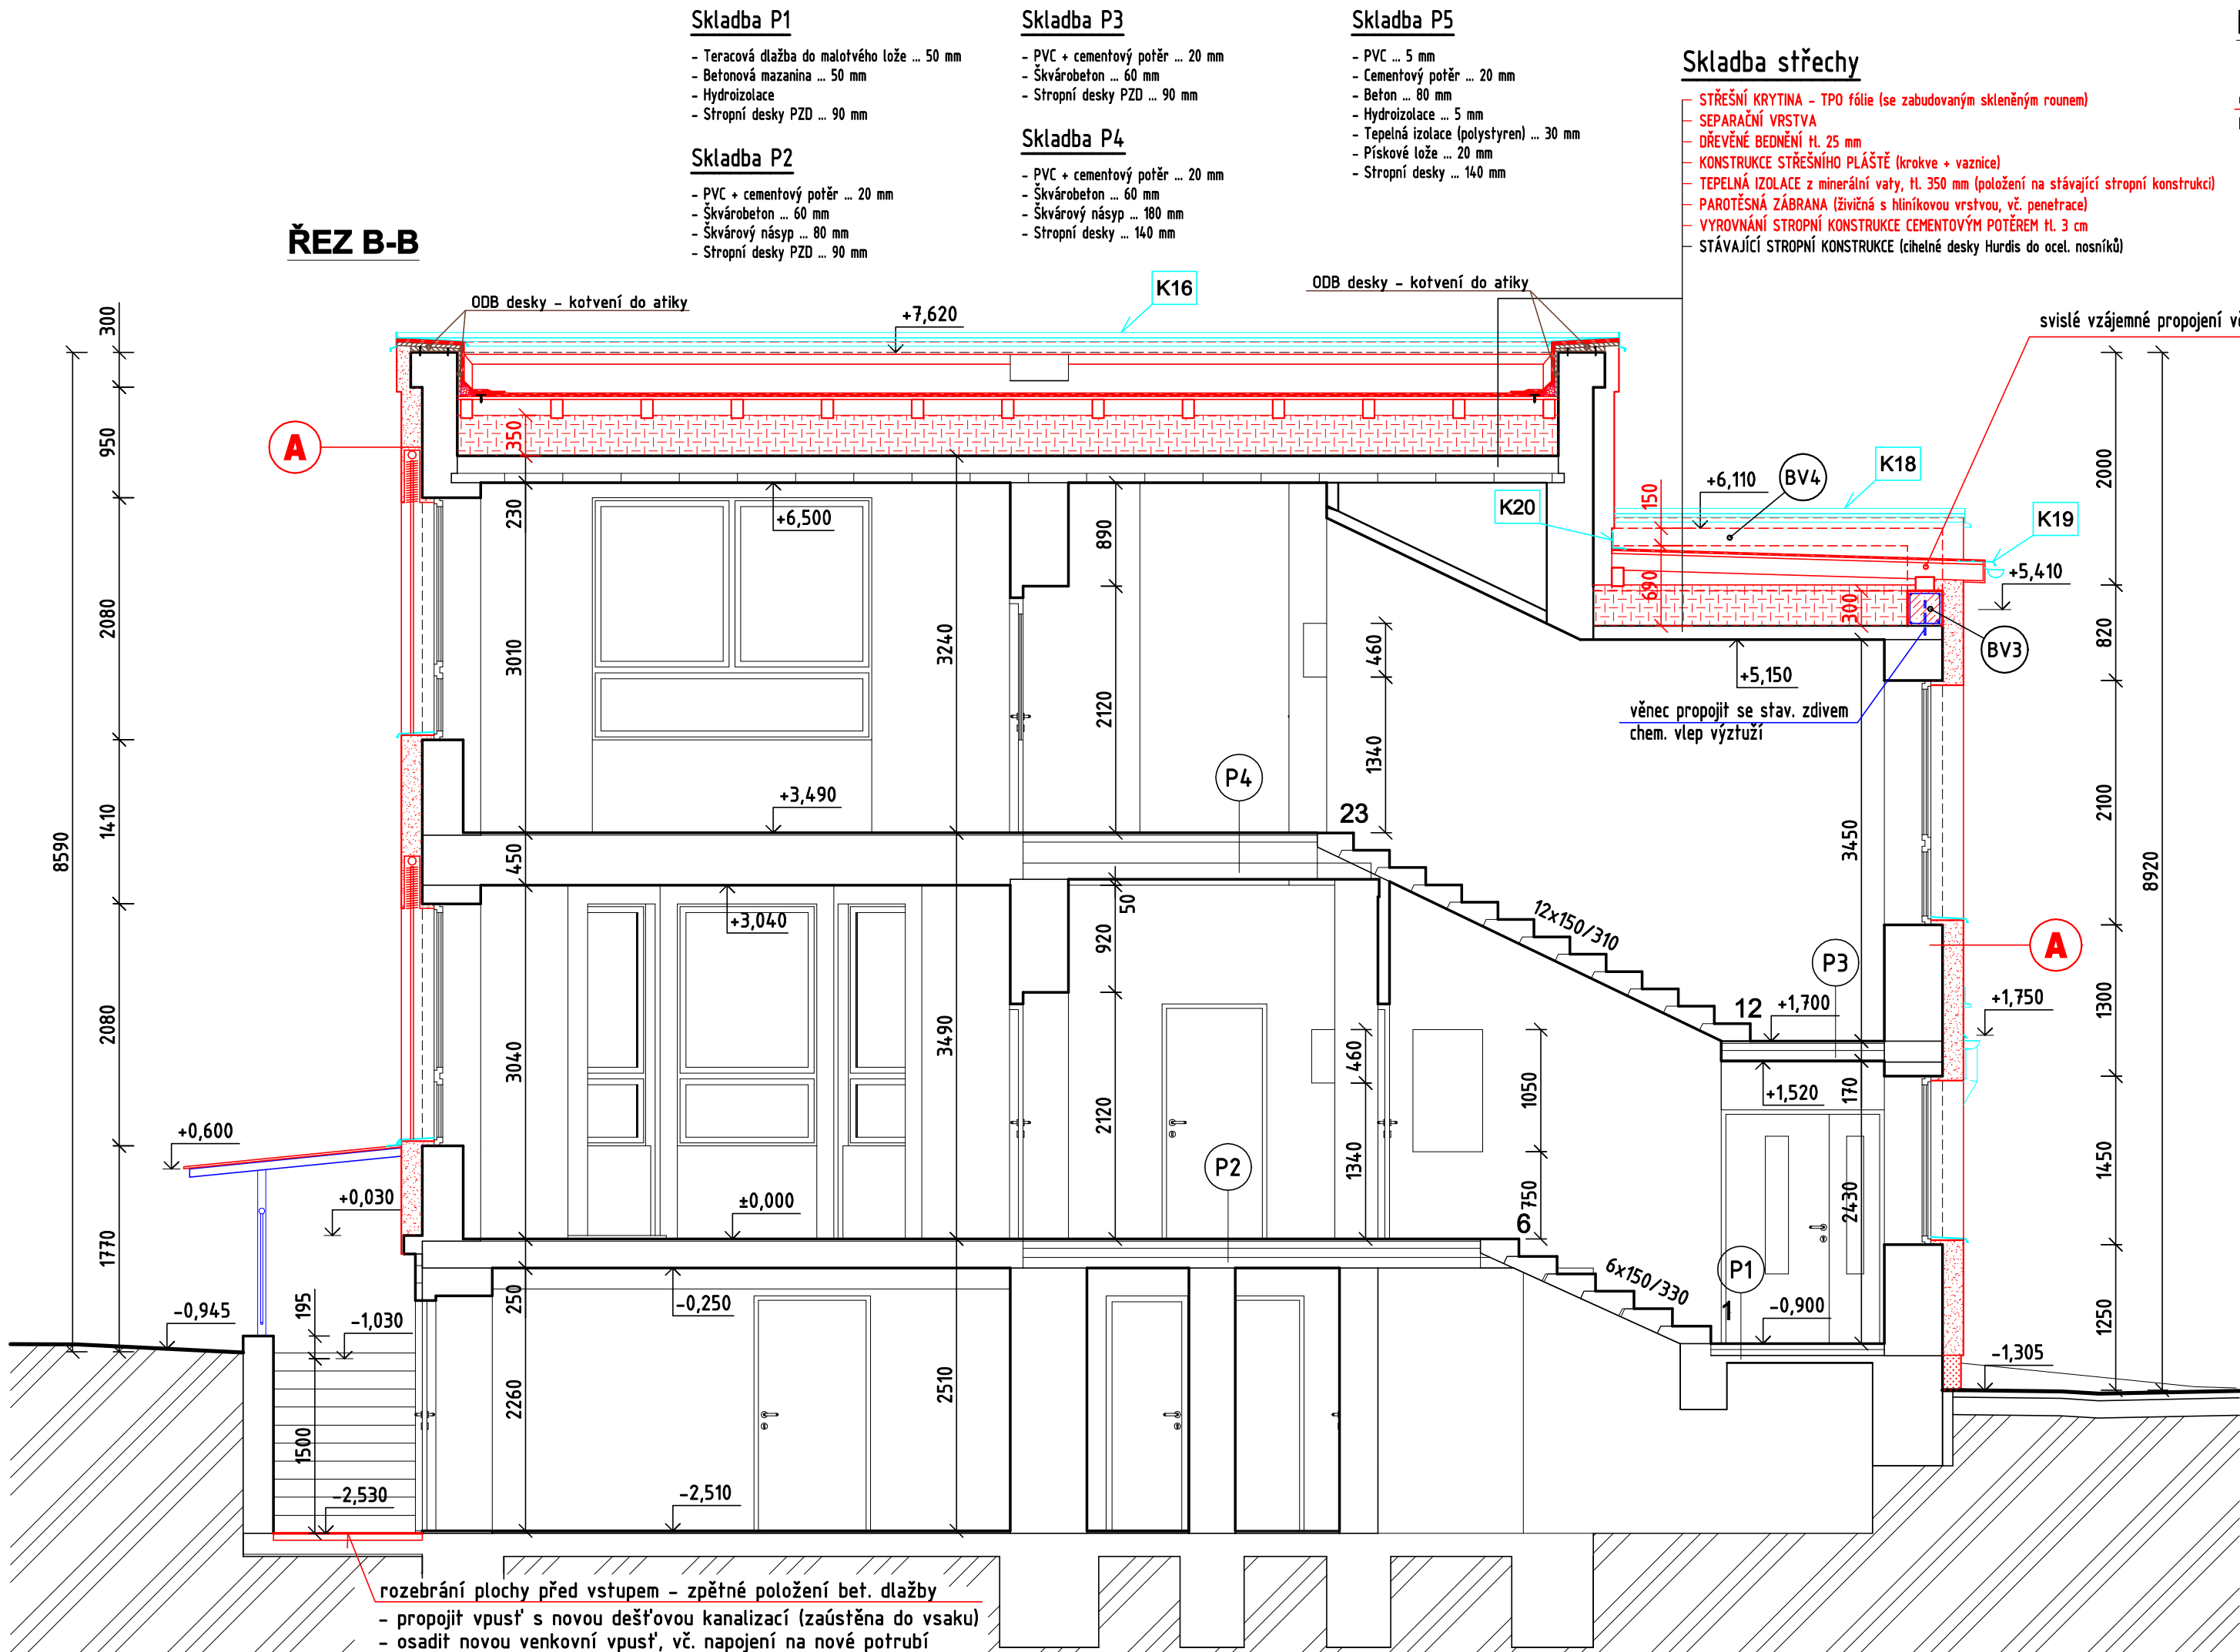 Skladba P1
- Teracová dlažba do malotvého lože ... 50 mm
- Betonová mazanina ... 50 mm
- Hydroizolace
- Stropní desky PZD ... 90 mm
Skladba P2
- PVC + cementový potěr ... 20 mm
- Škvárobeton ... 60 mm
- Škvárový násyp ... 80 mm
- Stropní desky PZD ... 90 mm
Skladba P3
- PVC + cementový potěr ... 20 mm
- Škvárobeton ... 60 mm
- Stropní desky PZD ... 90 mm
Skladba P4
- PVC + cementový potěr ... 20 mm
- Škvárobeton ... 60 mm
- Škvárový násyp ... 180 mm
- Stropní desky ... 140 mm
Skladba P5
- PVC ... 5 mm
- Cementový potěr ... 20 mm
- Beton ... 80 mm
- Hydroizolace ... 5 mm
- Tepelná izolace (polystyren) ... 30 mm
- Pískové lože ... 20 mm
- Stropní desky ... 140 mm
Skladba střechy
STŘEŠNÍ KRYTINA - TPO fólie (se zabudovaným skleněným rounem)
SEPARAČNÍ VRSTVA
DŘEVĚNÉ BEDNĚNÍ tl. 25 mm
KONSTRUKCE STŘEŠNÍHO PLÁŠTĚ (krokve + vaznice)
TEPELNÁ IZOLACE z minerální vaty, tl. 350 mm (položení na stávající stropní konstrukci)
PAROTĚSNÁ ZÁBRANA (živičná s hliníkovou vrstvou, vč. penetrace)
VYROVNÁNÍ STROPNÍ KONSTRUKCE CEMENTOVÝM POTĚREM tl. 3 cm
STÁVAJÍCÍ STROPNÍ KONSTRUKCE (cihelné desky Hurdis do ocel. nosníků)
ŘEZ B-B
ODB desky - kotvení do atiky
K16
ODB desky - kotvení do atiky
+7,620
svislé vzájemné propojení
300
950
2080
1410
2080
1770
8590
A
350
230
3010
450
3040
250
2260
+6,500
3240
3490
2510
890
2120
50
920
2120
460
1340
K20
150
690
300
+6,110
BV4
K18
K19
+5,410
BV3
+5,150
věnec propojit se stav. zdivem
chem. vlep výztuží
2000
820
2100
1300
1450
1250
8920
+3,490
P4
23
3450
+3,040
12x150/310
P3
A
12
+1,700
+1,750
+1,520
170
460
1340
1050
750
2430
P2
+0,600
+0,030
±0,000
6
6x150/330
P1
1
-0,900
-0,945
195
-1,030
-0,250
-1,305
1500
-2,530
-2,510
rozebrání plochy před vstupem - zpětné položení bet. dlažby
- propojit vpusť s novou dešťovou kanalizací (zaústěna do vsaku)
- osadit novou venkovní vpusť, vč. napojení na nové potrubí